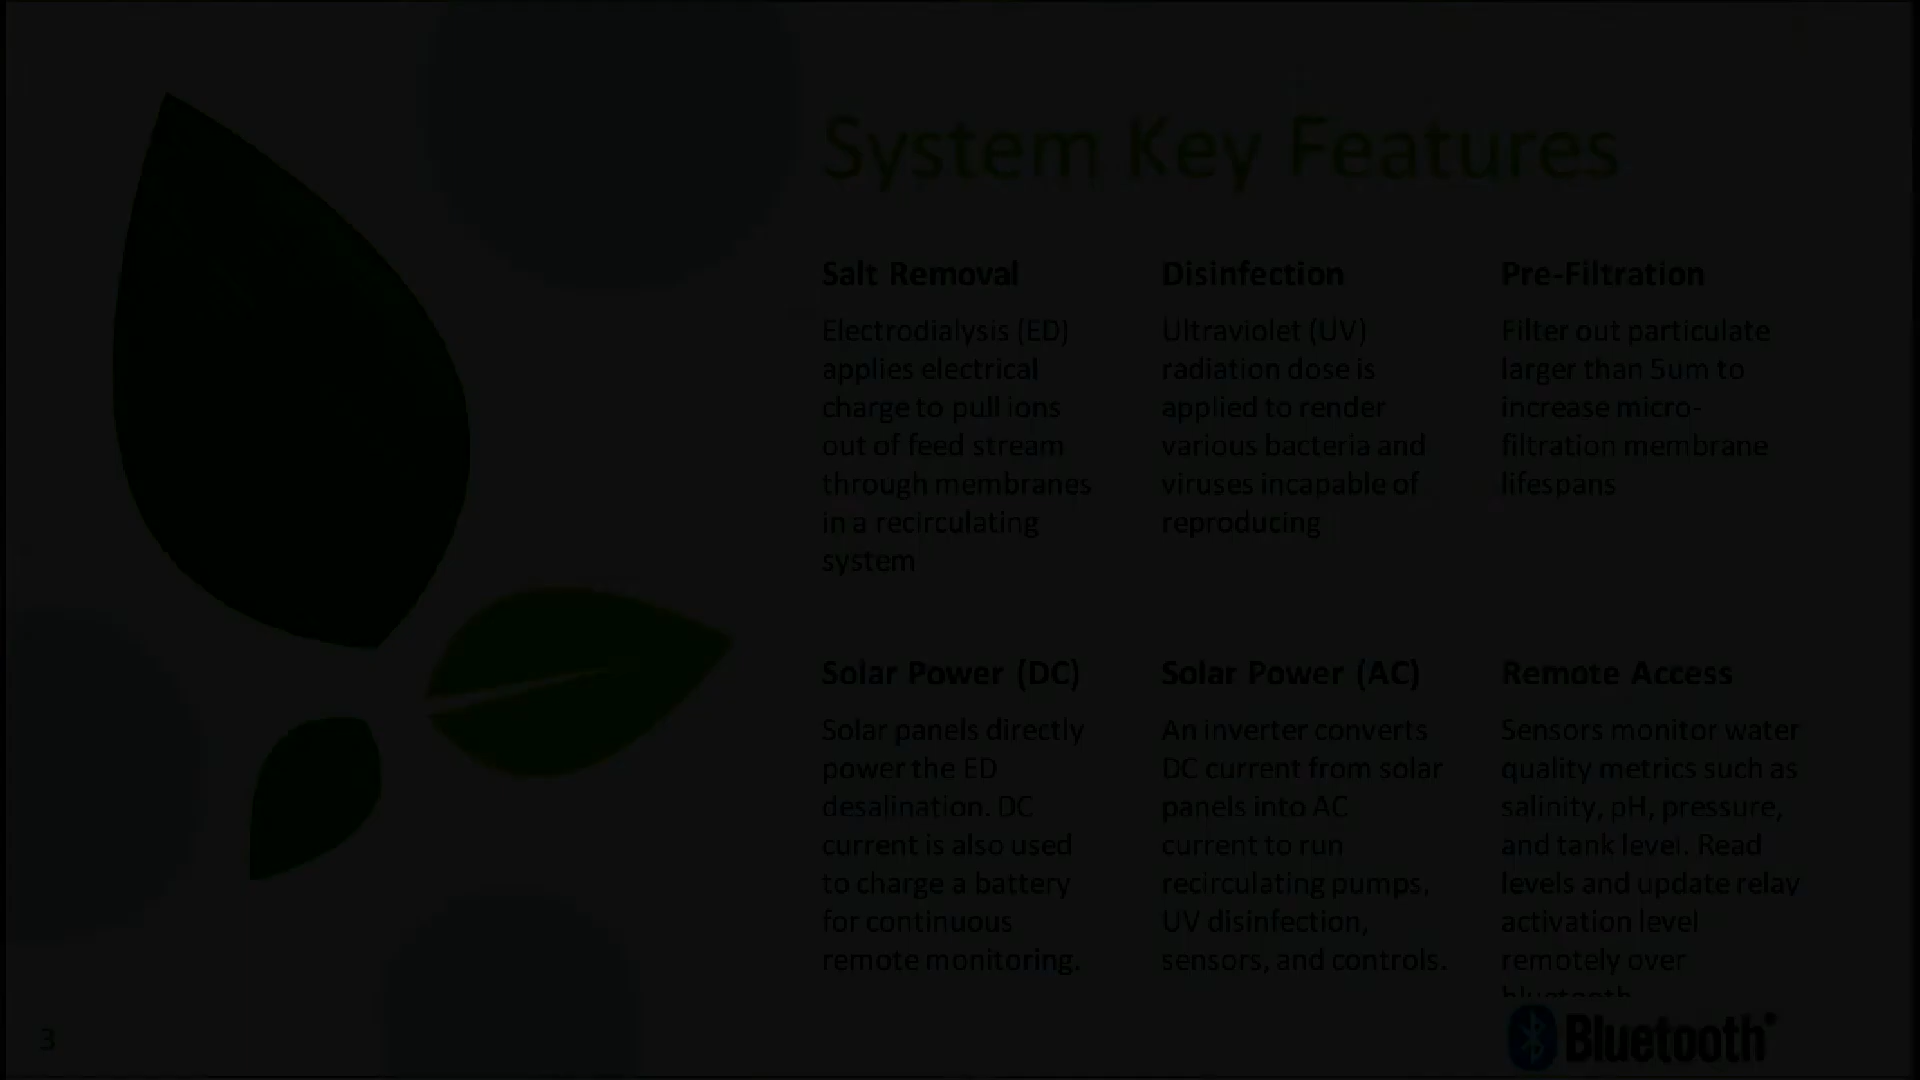 System Key Features
Salt Removal
Electrodialysis (ED)
applies electrical
charge to pull ions
out of feed stream
through membranes
in a recirculating
system
Disinfection
Ultraviolet (UV)
radiation dose is
applied to render
various bacteria and
viruses incapable of
reproducing
Pre-Filtration
Filter out particulate
larger than 5um to
increase micro-
filtration membrane
lifespans
Solar Power (DC)
Solar panels directly
power the ED
desalination. DC
current is also used
to charge a battery
for continuous
remote monitoring.
Solar Power (AC)
An inverter converts
DC current from solar
panels into AC
current to run
recirculating pumps,
UV disinfection,
sensors, and controls.
Remote Access
Sensors monitor water
quality metrics such as
salinity, pH, pressure,
and tank level. Read
levels and update relay
activation level
remotely over
bluetooth
Bluetooth®
3